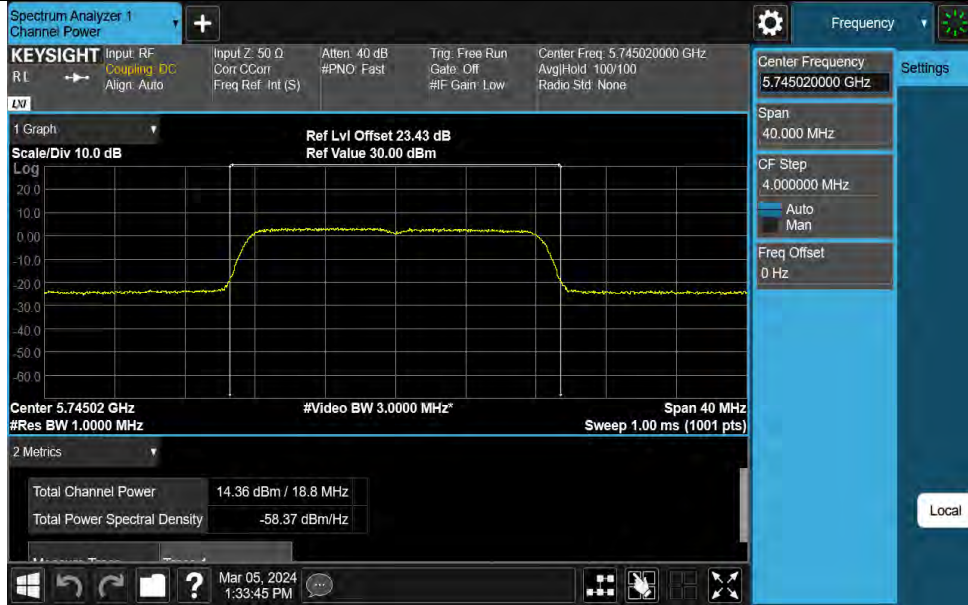 Spectrum Analyzer 1
Channel Power
+
Frequency
KEYSIGHT Input: RF
RL Coupling: DC
Align: Auto
LXI
Input Z: 50 Ω
Corr CCorr
Freq Ref: Int (S)
Atten: 40 dB
#PNO: Fast
Trig: Free Run
Gate: Off
#IF Gain: Low
Center Freq: 5.745020000 GHz
Avg|Hold: 100/100
Radio Std: None
Center Frequency
5.745020000 GHz
Settings
Span
40.000 MHz
CF Step
4.000000 MHz
Auto
Man
Freq Offset
0 Hz
1 Graph
Scale/Div 10.0 dB
Ref Lvl Offset 23.43 dB
Ref Value 30.00 dBm
Log
20.0
10.0
0.00
-10.0
-20.0
-30.0
-40.0
-50.0
-60.0
Center 5.74502 GHz
#Video BW 3.0000 MHz*
Span 40 MHz
#Res BW 1.0000 MHz
Sweep 1.00 ms (1001 pts)
2 Metrics
Total Channel Power 14.36 dBm / 18.8 MHz
Total Power Spectral Density -58.37 dBm/Hz
Local
?
Mar 05, 2024
1:33:45 PM